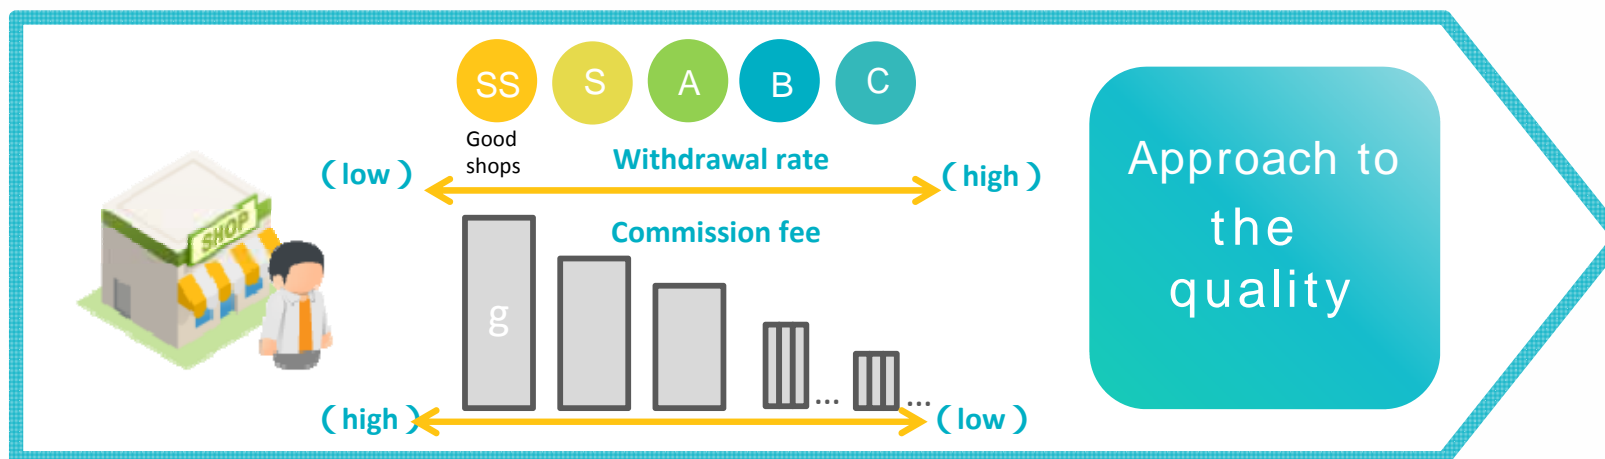 SS S A B C
Good
shops
（low） Withdrawal rate （high）
SHOP
Commission fee
g
... ...
（high） （low）
Approach to
the
quality